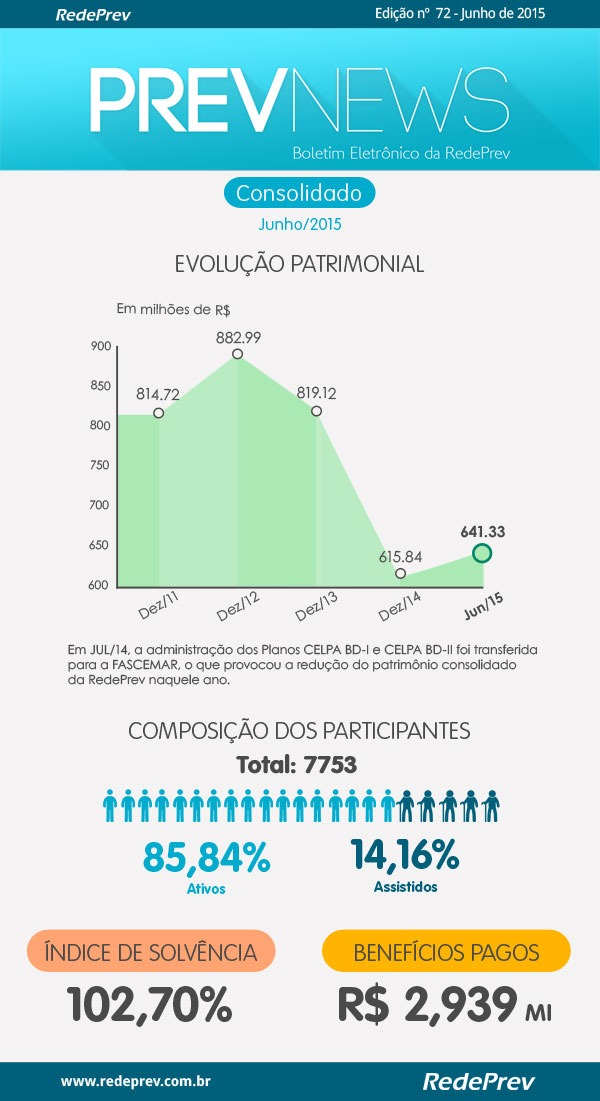 RedePrev
Edição nº 72 - Junho de 2015
PREVNEWS
Boletim Eletrônico da RedePrev
Consolidado
Junho/2015
EVOLUÇÃO PATRIMONIAL
Em milhões de R$
900
850
800
750
700
650
600
814.72
882.99
819.12
615.84
641.33
Dez/11
Dez/12
Dez/13
Dez/14
Jun/15
Em JUL/14, a administração dos Planos CELPA BD-I e CELPA BD-II foi transferida
para a FASCEMAR, o que provocou a redução do patrimônio consolidado
da RedePrev naquele ano.
COMPOSIÇÃO DOS PARTICIPANTES
Total: 7753
85,84%
Ativos
14,16%
Assistidos
ÍNDICE DE SOLVÊNCIA
102,70%
BENEFÍCIOS PAGOS
R$ 2,939 MI
www.redeprev.com.br
RedePrev